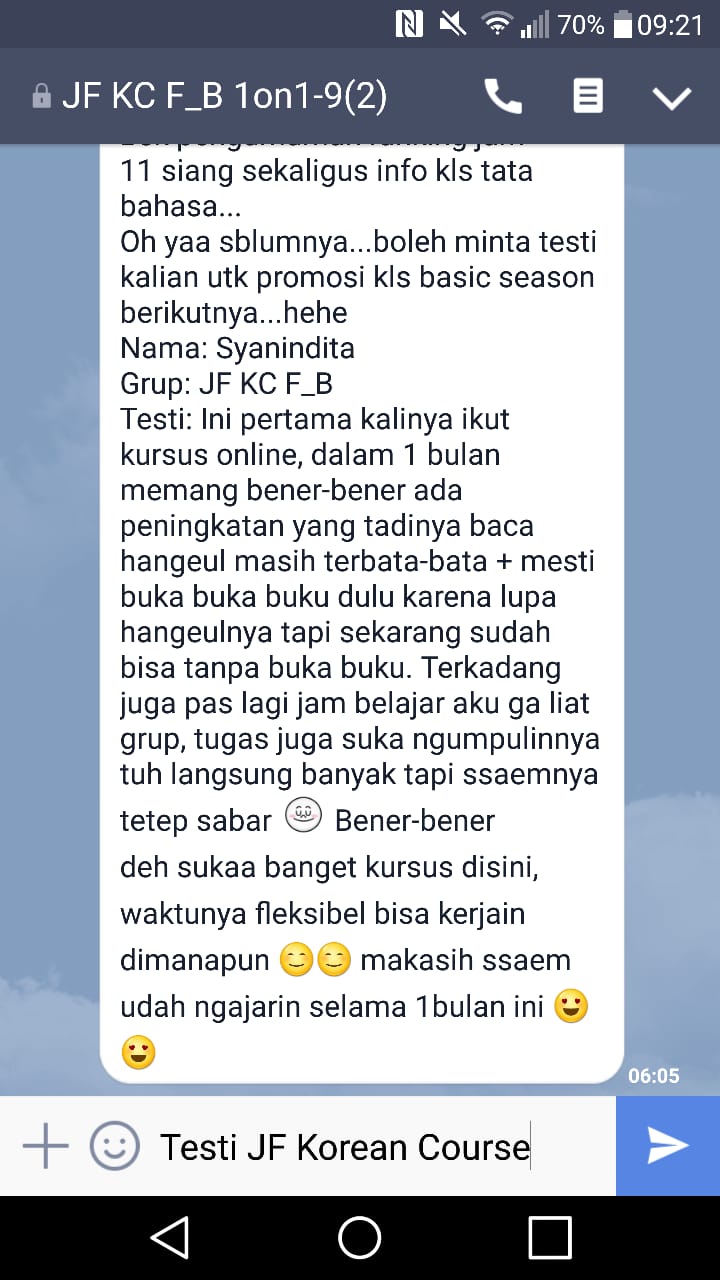 70% 09:21
JF KC F_B 1on1-9(2)
11 siang sekaligus info kls tata
bahasa...
Oh yaa sblumnya...boleh minta testi
kalian utk promosi kls basic season
berikutnya...hehe
Nama: Syanindita
Grup: JF KC F_B
Testi: Ini pertama kalinya ikut
kursus online, dalam 1 bulan
memang bener-bener ada
peningkatan yang tadinya baca
hangeul masih terbata-bata + mesti
buka buka buku dulu karena lupa
hangeulnya tapi sekarang sudah
bisa tanpa buka buku. Terkadang
juga pas lagi jam belajar aku ga liat
grup, tugas juga suka ngumpulinnya
tuh langsung banyak tapi ssaemnya
tetep sabar Bener-bener
deh sukaa banget kursus disini,
waktunya fleksibel bisa kerjain
dimanapun 😊😊 makasih ssaem
udah ngajarin selama 1bulan ini 😍
😍
06:05
Testi JF Korean Course